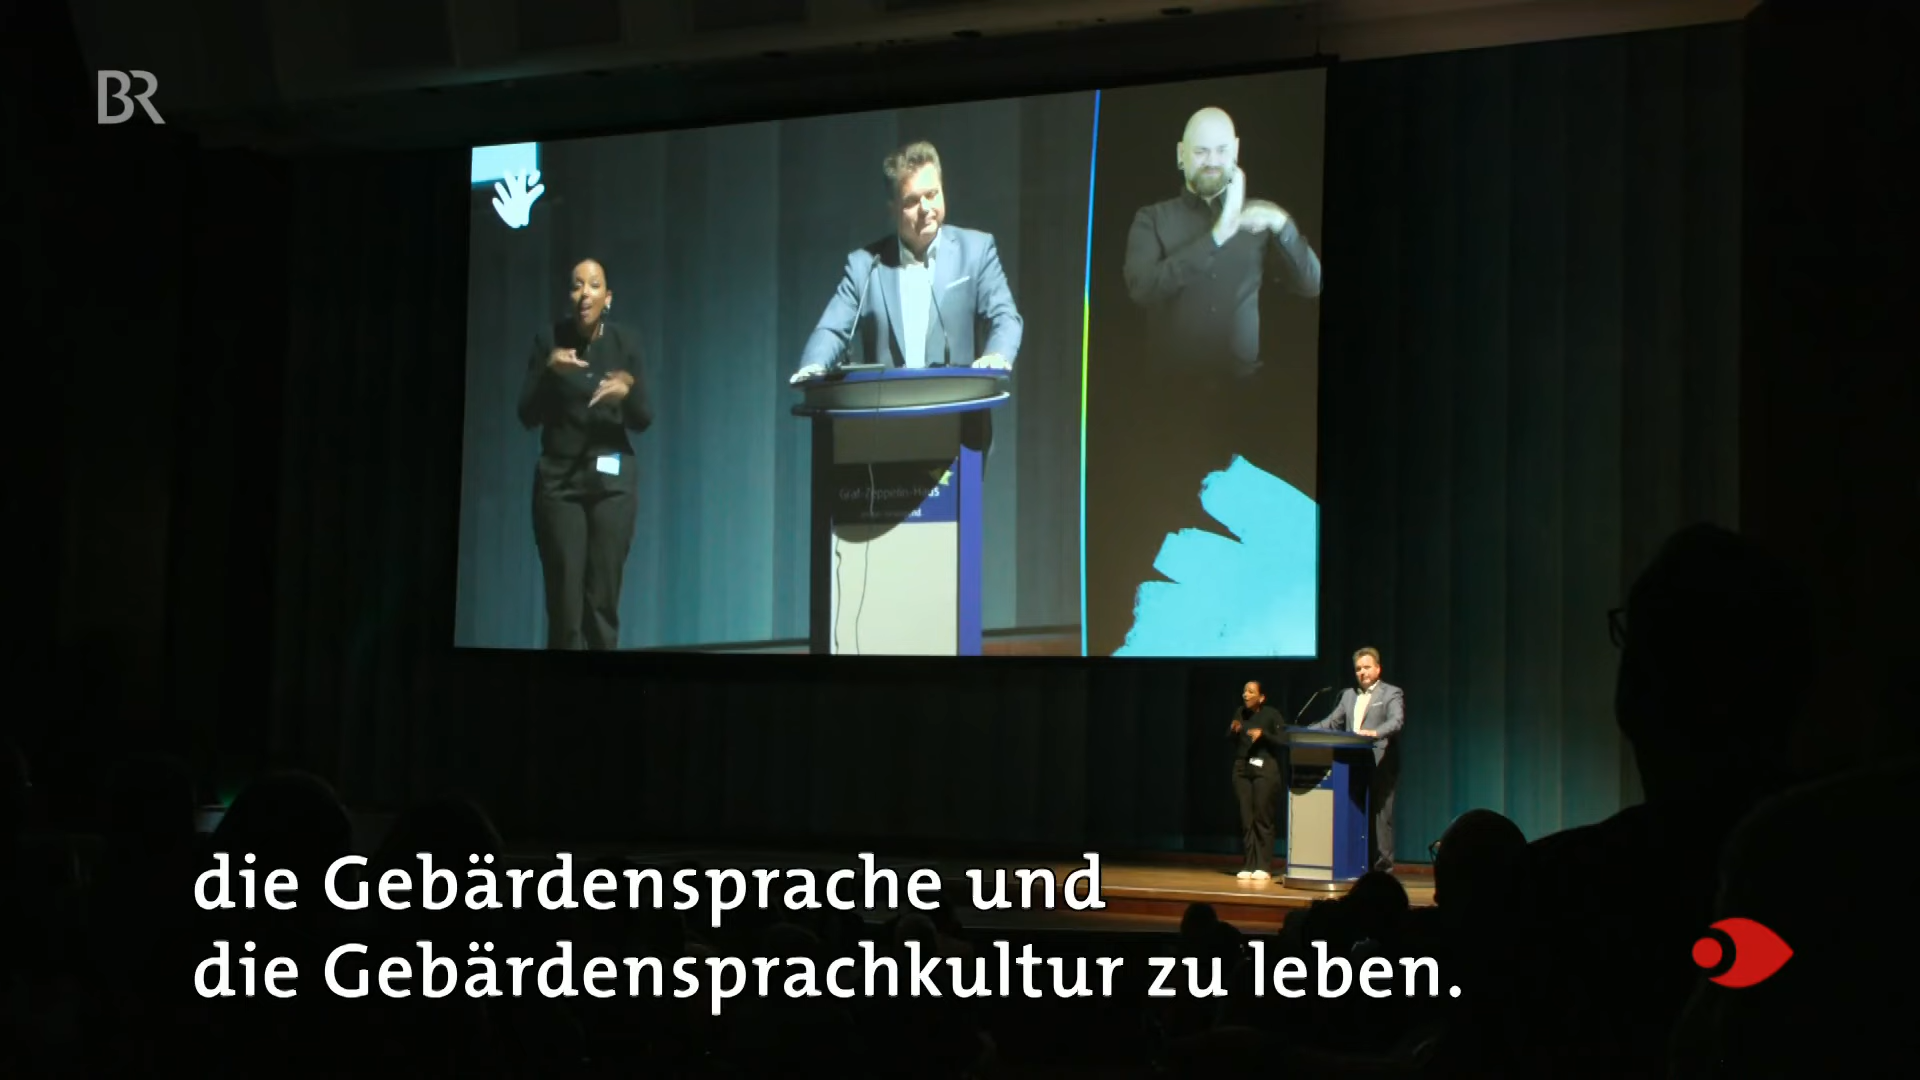 BR
Graf-Zeppelin-Haus
die Gebärdensprache und
die Gebärdensprachkultur zu leben.